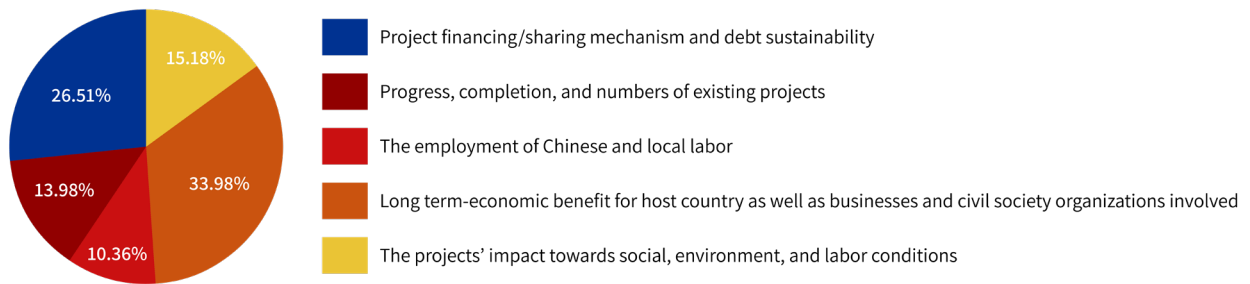 15.18%
26.51%
33.98%
13.98%
10.36%
Project financing/sharing mechanism and debt sustainability
Progress, completion, and numbers of existing projects
The employment of Chinese and local labor
Long term-economic benefit for host country as well as businesses and civil society organizations involved
The projects’ impact towards social, environment, and labor conditions